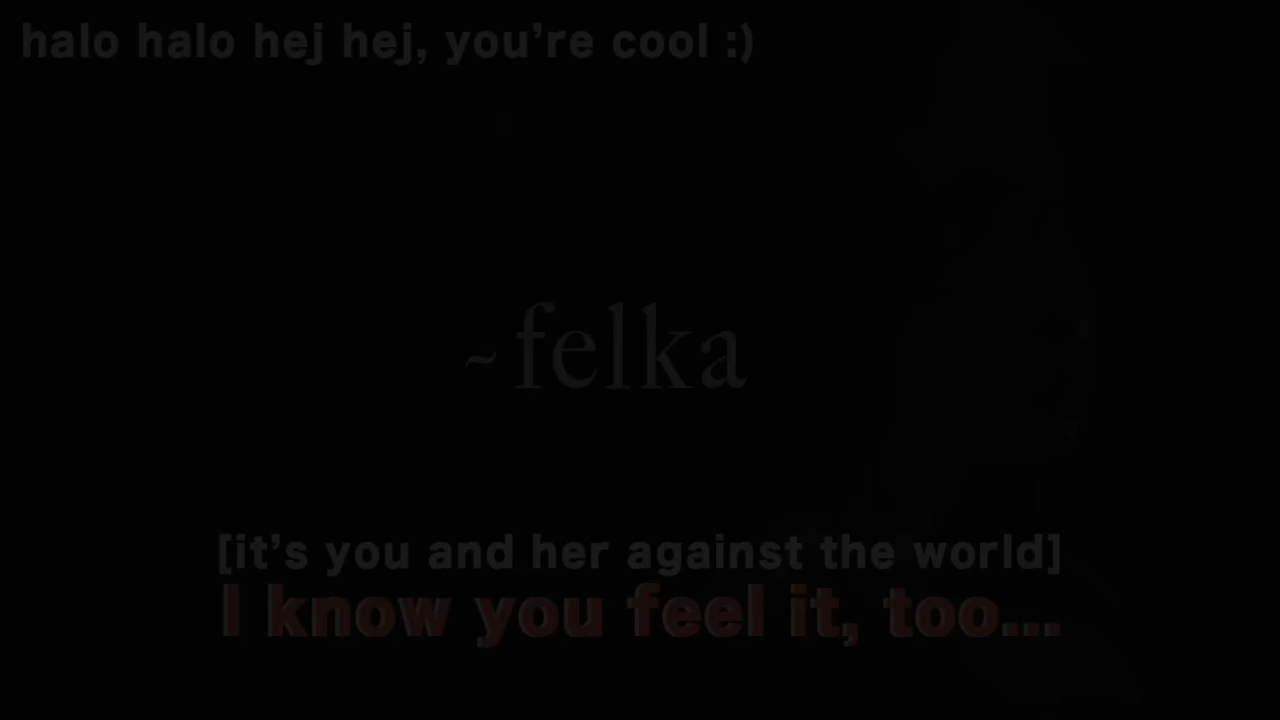 halo halo hej hej, you’re cool :)
~felka
[it’s you and her against the world]
I know you feel it, too...